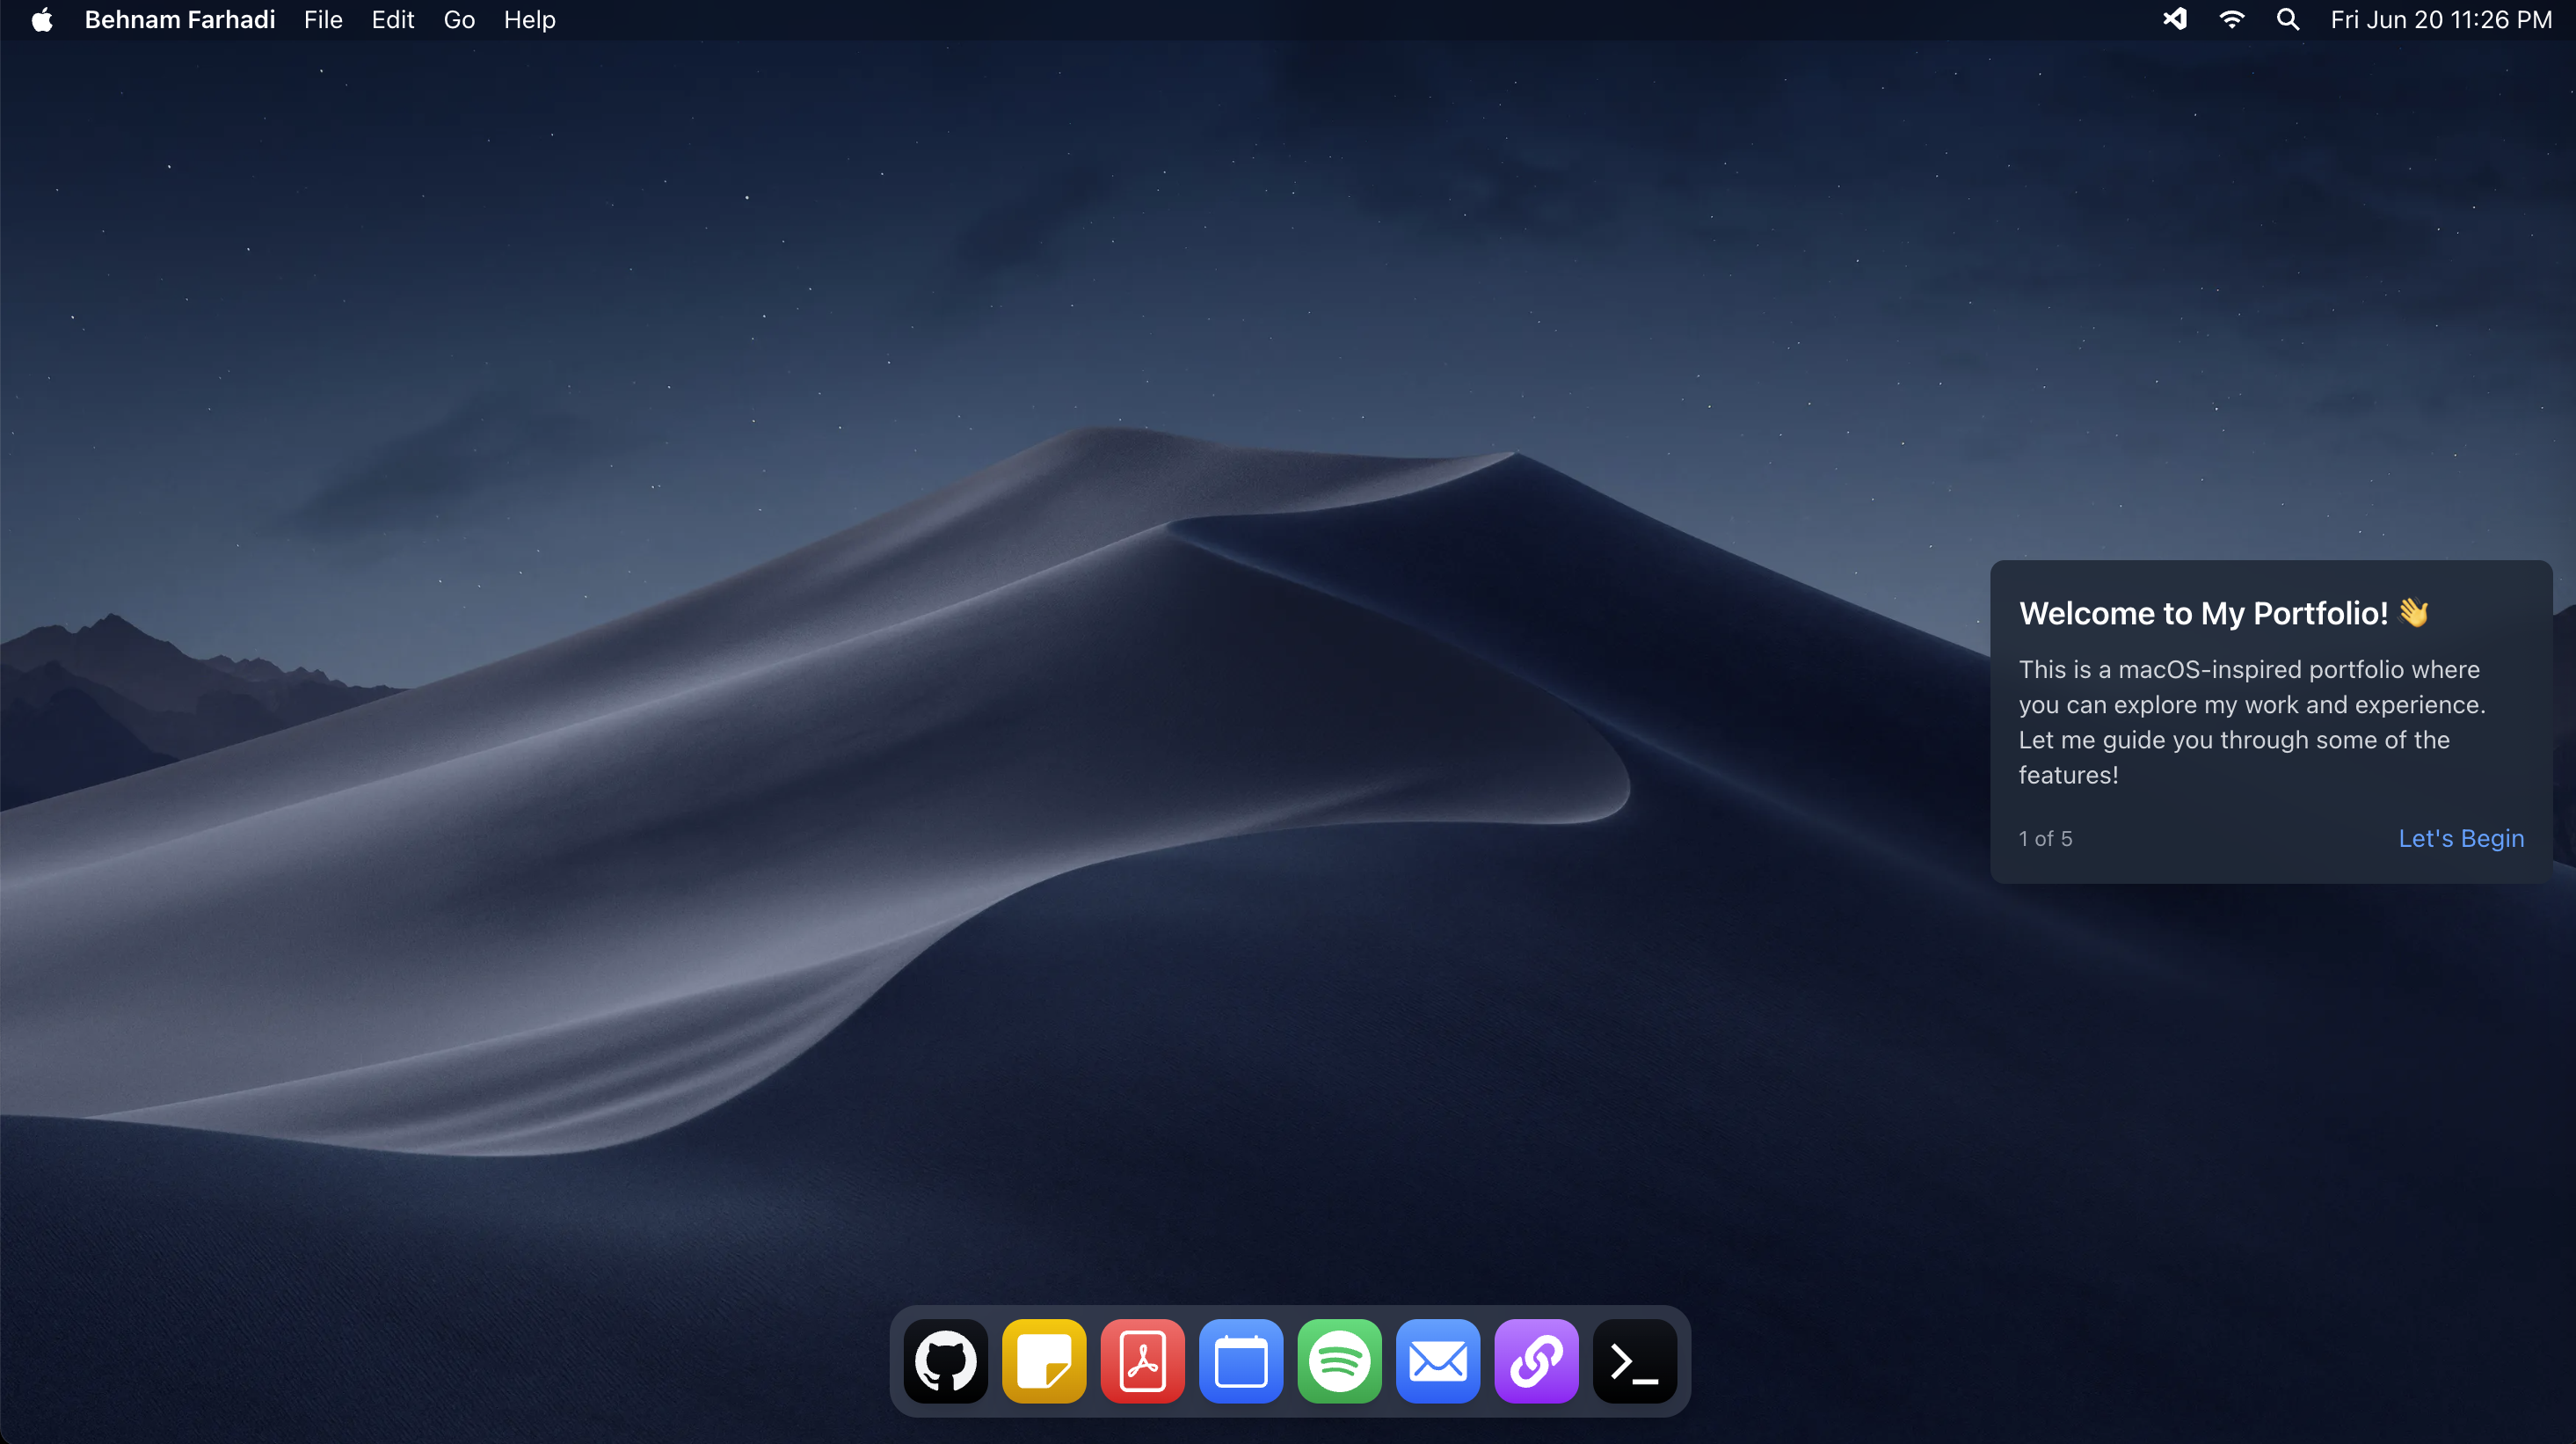 Behnam Farhadi File Edit Go Help
Fri Jun 20 11:26 PM
Welcome to My Portfolio! 👋
This is a macOS-inspired portfolio where
you can explore my work and experience.
Let me guide you through some of the
features!
1 of 5
Let's Begin